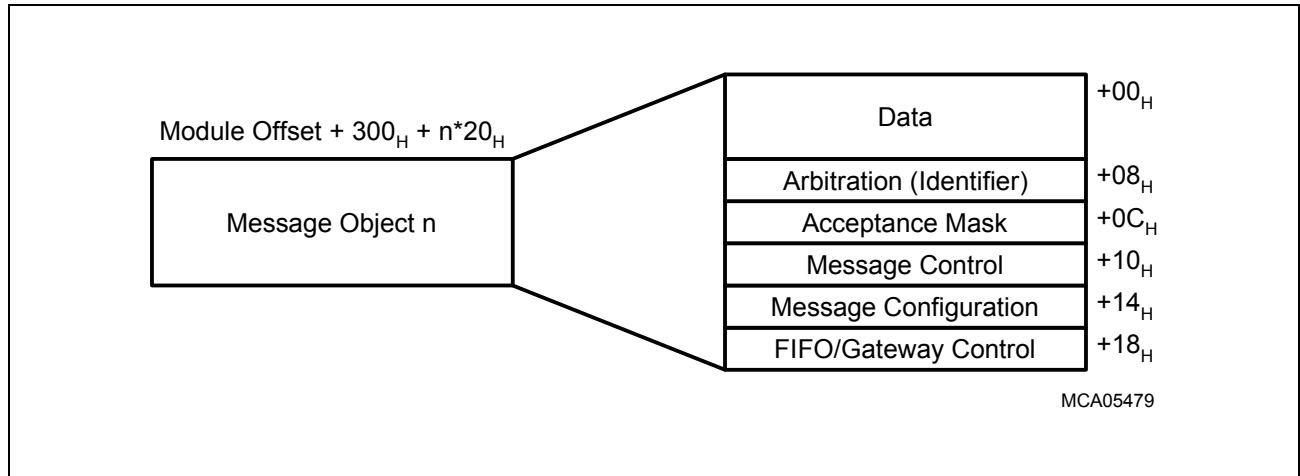 Module Offset + 300H + n*20H
Message Object n
Data
+00H
Arbitration (Identifier)
+08H
Acceptance Mask
+0CH
Message Control
+10H
Message Configuration
+14H
FIFO/Gateway Control
+18H
MCA05479